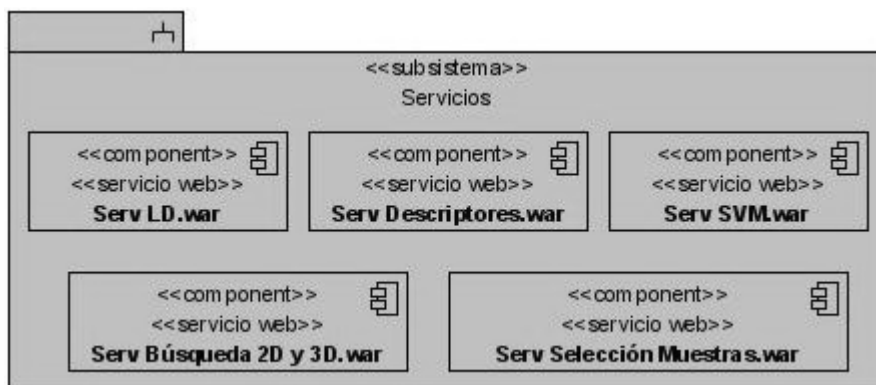 <<subsistema>>
Servicios
<<component>>
<<servicio web>>
Serv LD.war
<<component>>
<<servicio web>>
Serv Descriptores.war
<<component>>
<<servicio web>>
Serv SVM.war
<<component>>
<<servicio web>>
Serv Búsqueda 2D y 3D.war
<<component>>
<<servicio web>>
Serv Selección Muestras.war